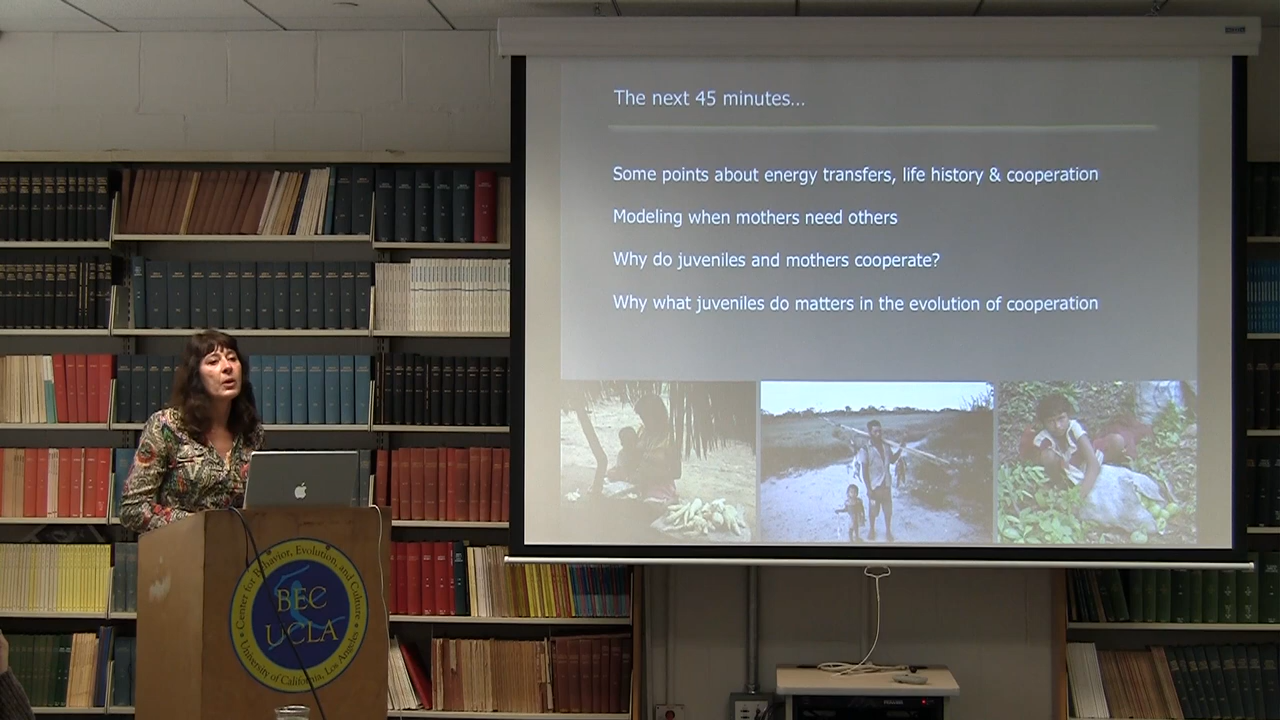 The next 45 minutes...
Some points about energy transfers, life history & cooperation
Modeling when mothers need others
Why do juveniles and mothers cooperate?
Why what juveniles do matters in the evolution of cooperation
• Center for Behavior, Evolution, and Culture •
BEC
UCLA
University of California, Los Angeles